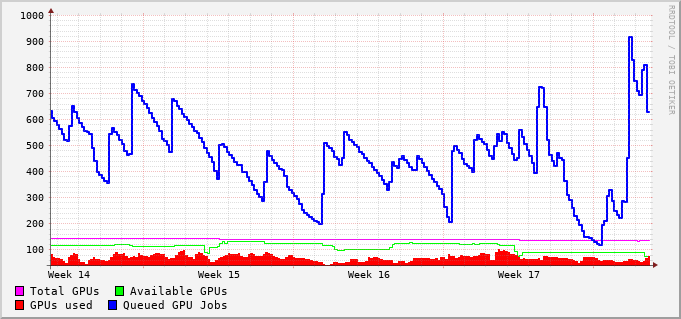 1000
900
800
700
600
500
400
300
200
100
Week 14 Week 15 Week 16 Week 17
Total GPUs Available GPUs
GPUs used Queued GPU Jobs
RRDTOOL / TOBI OETIKER